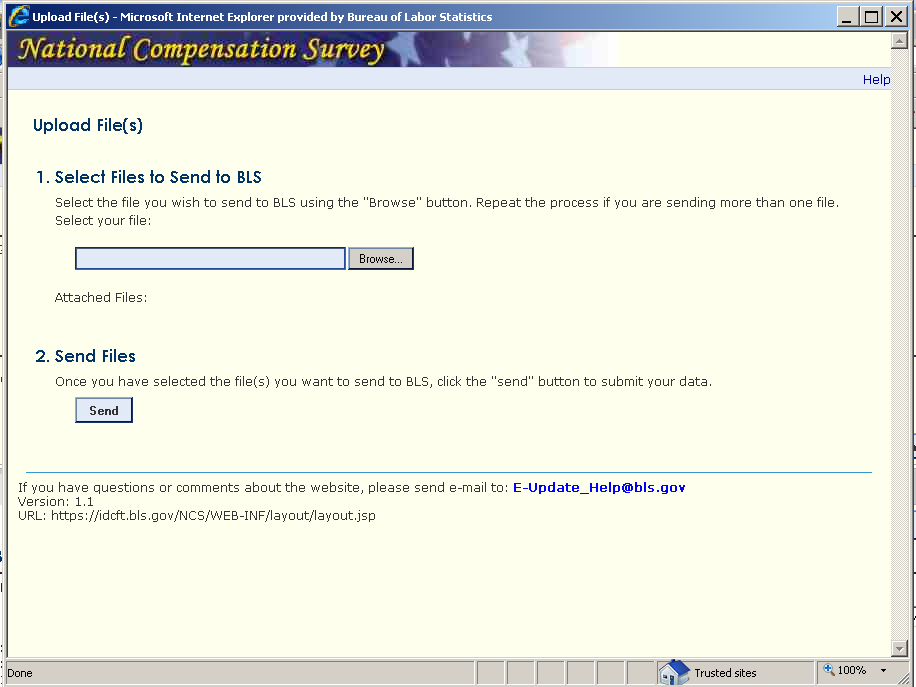 Upload File(s) - Microsoft Internet Explorer provided by Bureau of Labor Statistics
National Compensation Survey
Help
Upload File(s)
1. Select Files to Send to BLS
Select the file you wish to send to BLS using the "Browse" button. Repeat the process if you are sending more than one file.
Select your file:
Browse...
Attached Files:
2. Send Files
Once you have selected the file(s) you want to send to BLS, click the "send" button to submit your data.
Send
If you have questions or comments about the website, please send e-mail to: E-Update_Help@bls.gov
Version: 1.1
URL: https://idcft.bls.gov/NCS/WEB-INF/layout/layout.jsp
Done
Trusted sites
100%